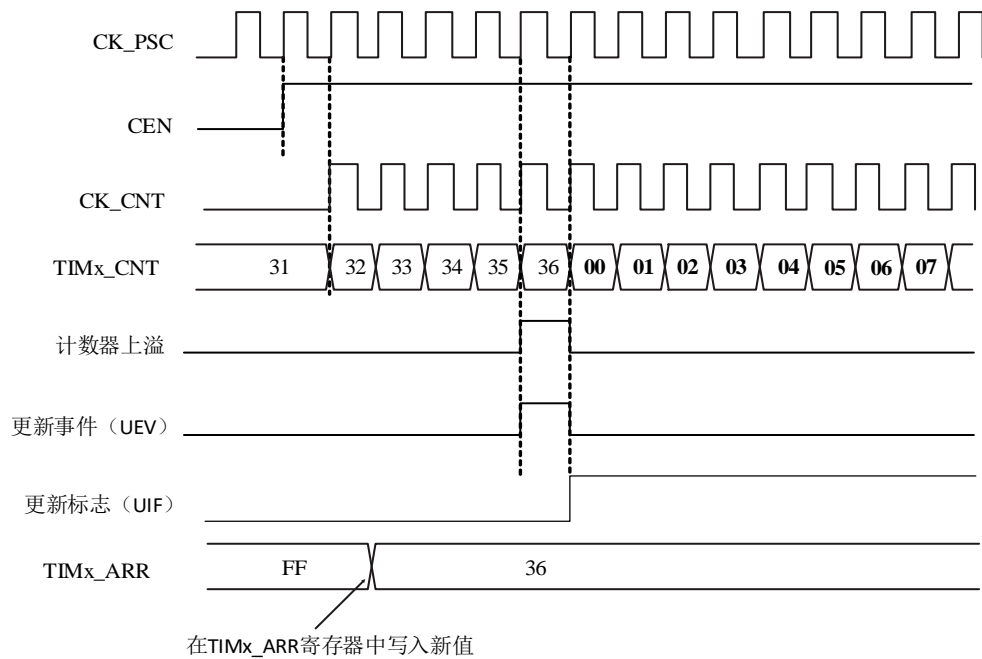 CK_PSC
CEN
CK_CNT
TIMx_CNT 31 32 33 34 35 36 00 01 02 03 04 05 06 07
计数器上溢
更新事件（UEV）
更新标志（UIF）
TIMx_ARR FF 36
在TIMx_ARR寄存器中写入新值